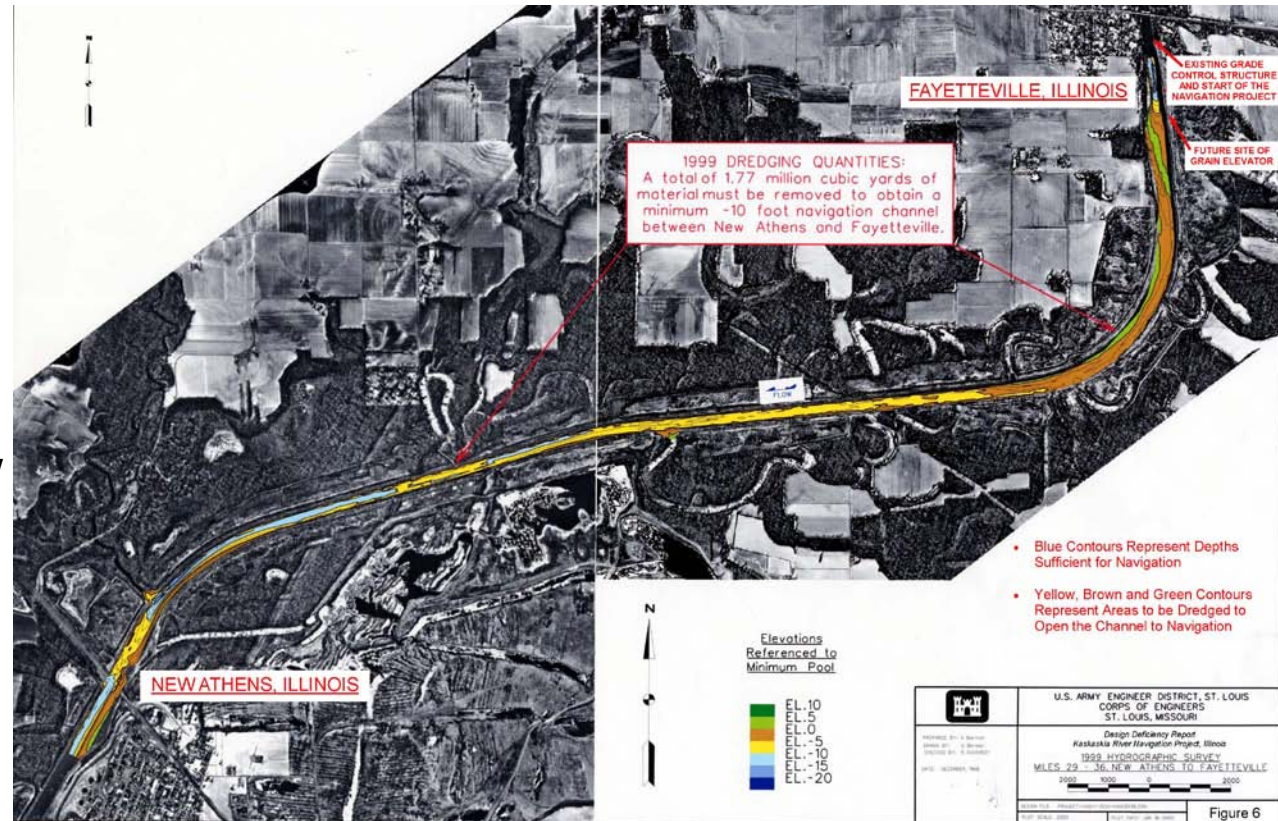 N
FAYETTEVILLE, ILLINOIS
EXISTING GRADE
CONTROL STRUCTURE
AND START OF THE
NAVIGATION PROJECT
FUTURE SITE OF
GRAIN ELEVATOR
1999 DREDGING QUANTITIES:
A total of 1.77 million cubic yards of
material must be removed to obtain a
minimum -10 foot navigation channel
between New Athens and Fayetteville.
FLOW
NEW ATHENS, ILLINOIS
• Blue Contours Represent Depths
Sufficient for Navigation
• Yellow, Brown and Green Contours
Represent Areas to be Dredged to
Open the Channel to Navigation
N
Elevations
Referenced to
Minimum Pool
EL.10
EL.5
EL.0
EL.-5
EL.-10
EL.-15
EL.-20
U.S. ARMY ENGINEER DISTRICT, ST. LOUIS
CORPS OF ENGINEERS
ST. LOUIS, MISSOURI
Design Deficiency Report
Kaskaskia River Navigation Project, Illinois
1999 HYDROGRAPHIC SURVEY
MILES 29 - 36, NEW ATHENS TO FAYETTEVILLE
2000 1000 0 2000
Figure 6